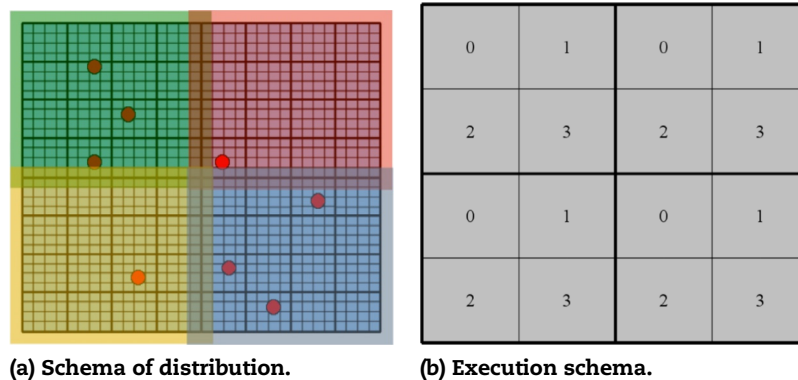 0 1 0 1
2 3 2 3
0 1 0 1
2 3 2 3
(a) Schema of distribution.
(b) Execution schema.